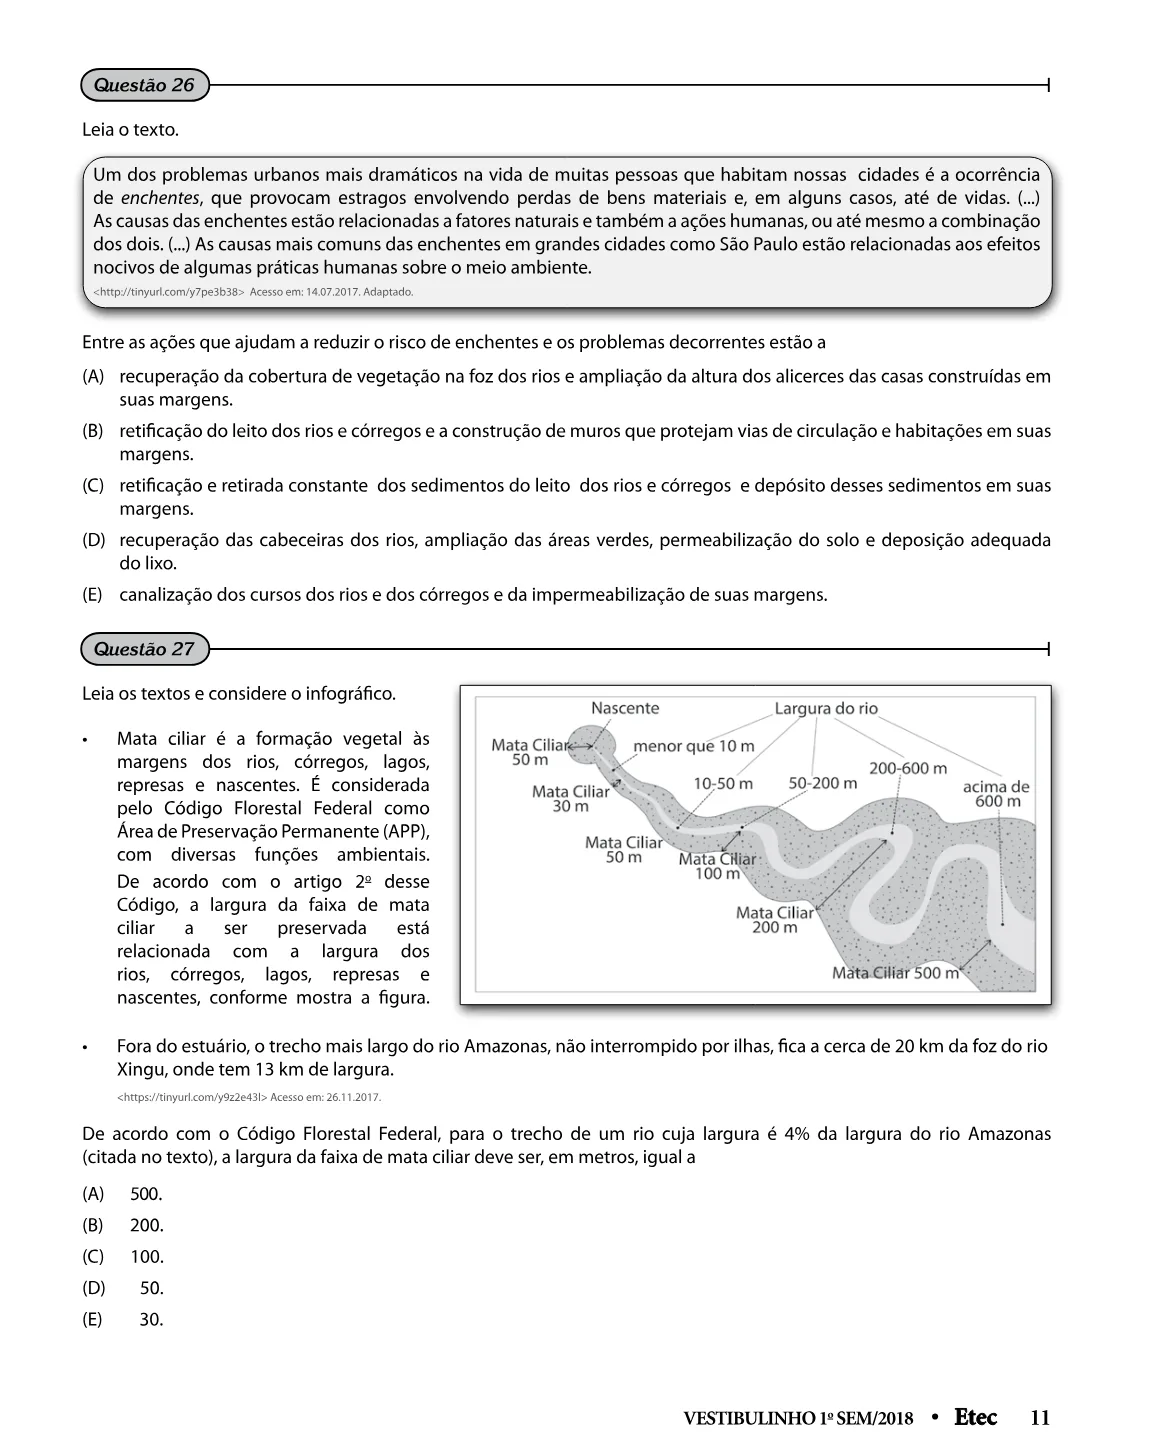 Questão 26
Leia o texto.
Um dos problemas urbanos mais dramáticos na vida de muitas pessoas que habitam nossas cidades é a ocorrência
de enchentes, que provocam estragos envolvendo perdas de bens materiais e, em alguns casos, até de vidas. (...)
As causas das enchentes estão relacionadas a fatores naturais e também a ações humanas, ou até mesmo a combinação
dos dois. (...) As causas mais comuns das enchentes em grandes cidades como São Paulo estão relacionadas aos efeitos
nocivos de algumas práticas humanas sobre o meio ambiente.
<http://tinyurl.com/y7pe3b38> Acesso em: 14.07.2017. Adaptado.
Entre as ações que ajudam a reduzir o risco de enchentes e os problemas decorrentes estão a
(A) recuperação da cobertura de vegetação na foz dos rios e ampliação da altura dos alicerces das casas construídas em
suas margens.
(B) retificação do leito dos rios e córregos e a construção de muros que protejam vias de circulação e habitações em suas
margens.
(C) retificação e retirada constante dos sedimentos do leito dos rios e córregos e depósito desses sedimentos em suas
margens.
(D) recuperação das cabeceiras dos rios, ampliação das áreas verdes, permeabilização do solo e deposição adequada
do lixo.
(E) canalização dos cursos dos rios e dos córregos e da impermeabilização de suas margens.
Questão 27
Leia os textos e considere o infográfico.
• Mata ciliar é a formação vegetal às
margens dos rios, córregos, lagos,
represas e nascentes. É considerada
pelo Código Florestal Federal como
Área de Preservação Permanente (APP),
com diversas funções ambientais.
De acordo com o artigo 2º desse
Código, a largura da faixa de mata
ciliar a ser preservada está
relacionada com a largura dos
rios, córregos, lagos, represas e
nascentes, conforme mostra a figura.
Nascente
Largura do rio
Mata Ciliar
50 m
menor que 10 m
10-50 m
50-200 m
200-600 m
acima de
600 m
Mata Ciliar
30 m
Mata Ciliar
50 m
Mata Ciliar
100 m
Mata Ciliar
200 m
Mata Ciliar 500 m
• Fora do estuário, o trecho mais largo do rio Amazonas, não interrompido por ilhas, fica a cerca de 20 km da foz do rio
Xingu, onde tem 13 km de largura.
<https://tinyurl.com/y9z2e43l> Acesso em: 26.11.2017.
De acordo com o Código Florestal Federal, para o trecho de um rio cuja largura é 4% da largura do rio Amazonas
(citada no texto), a largura da faixa de mata ciliar deve ser, em metros, igual a
(A) 500.
(B) 200.
(C) 100.
(D) 50.
(E) 30.
VESTIBULINHO 1º SEM/2018 • Etec 11